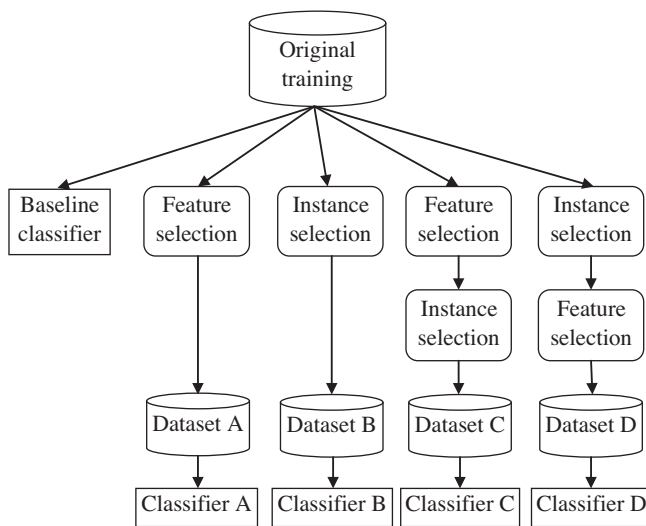 Original
training
Baseline
classifier
Feature
selection
Instance
selection
Feature
selection
Instance
selection
Instance
selection
Feature
selection
Dataset A
Dataset B
Dataset C
Dataset D
Classifier A
Classifier B
Classifier C
Classifier D